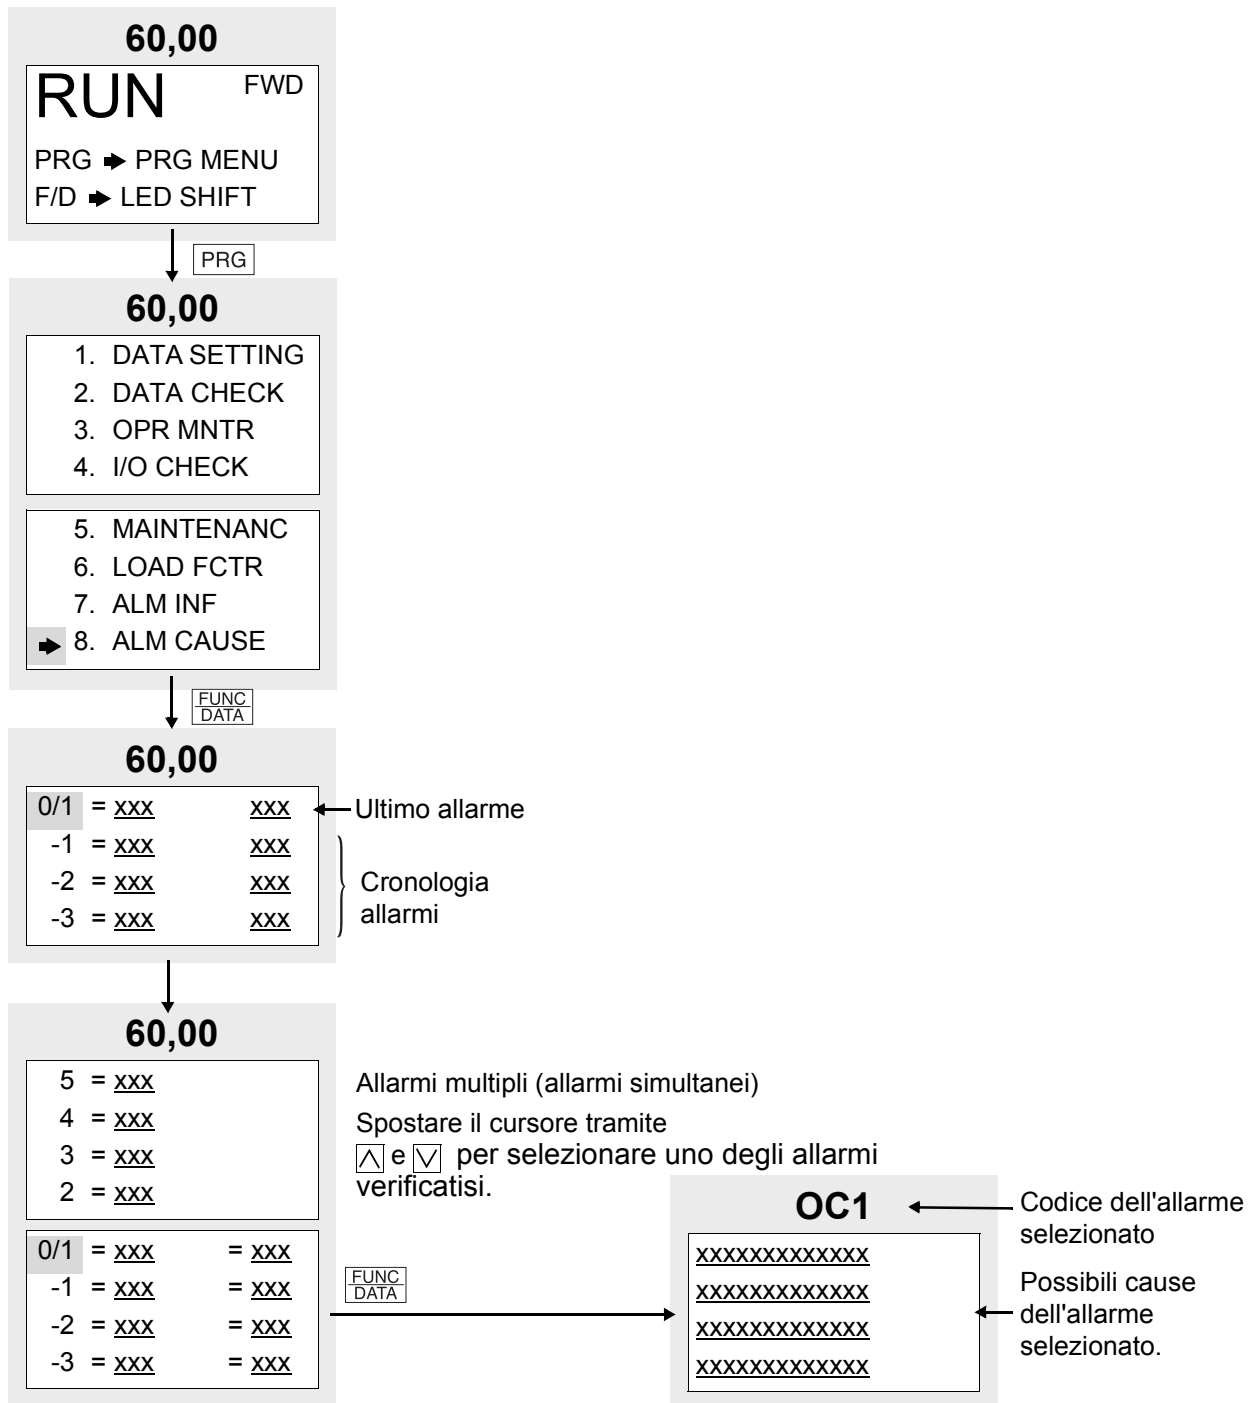 60,00
RUN FWD
PRG ➡ PRG MENU
F/D ➡ LED SHIFT
PRG
60,00
1. DATA SETTING
2. DATA CHECK
3. OPR MNTR
4. I/O CHECK
5. MAINTENANC
6. LOAD FCTR
7. ALM INF
➡ 8. ALM CAUSE
FUNC
DATA
60,00
0/1 = xxx xxx
Ultimo allarme
-1 = xxx xxx
-2 = xxx xxx
-3 = xxx xxx
Cronologia
allarmi
60,00
5 = xxx
4 = xxx
3 = xxx
2 = xxx
Allarmi multipli (allarmi simultanei)
Spostare il cursore tramite
∧ e ∨ per selezionare uno degli allarmi
verificatisi.
0/1 = xxx = xxx
-1 = xxx = xxx
-2 = xxx = xxx
-3 = xxx = xxx
FUNC
DATA
OC1
Codice dell'allarme
selezionato
xxxxxxxxxxxxx
xxxxxxxxxxxxx
xxxxxxxxxxxxx
xxxxxxxxxxxxx
Possibili cause
dell'allarme
selezionato.